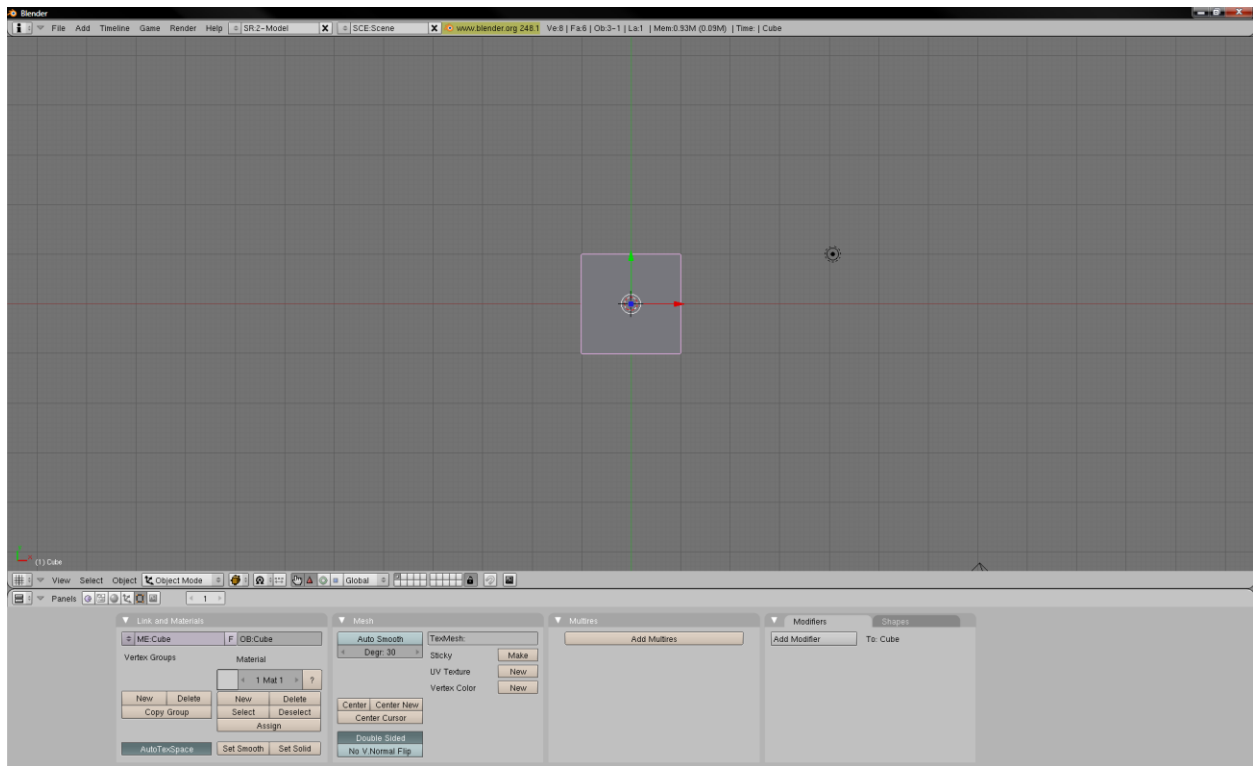 Blender
File Add Timeline Game Render Help SR:2-Model X SCE:Scene X www.blender.org 248.1 Ve:8 | Fa:6 | Ob:3-1 | La:1 | Mem:0.93M (0.09M) | Time: | Cube
(1) Cube
View Select Object Object Mode Global
Panels 1
Link and Materials Mesh Multires Modifiers Shapes
ME:Cube F OB:Cube Auto Smooth TexMesh: Add Multires Add Modifier To: Cube
Degr: 30 Sticky Make
Vertex Groups Material
1 Mat 1 ? UV Texture New
Vertex Color New
New Delete New Delete
Copy Group Select Deselect Center Center New
Assign Center Cursor
Double Sided
AutoTexSpace Set Smooth Set Solid No V.Normal Flip